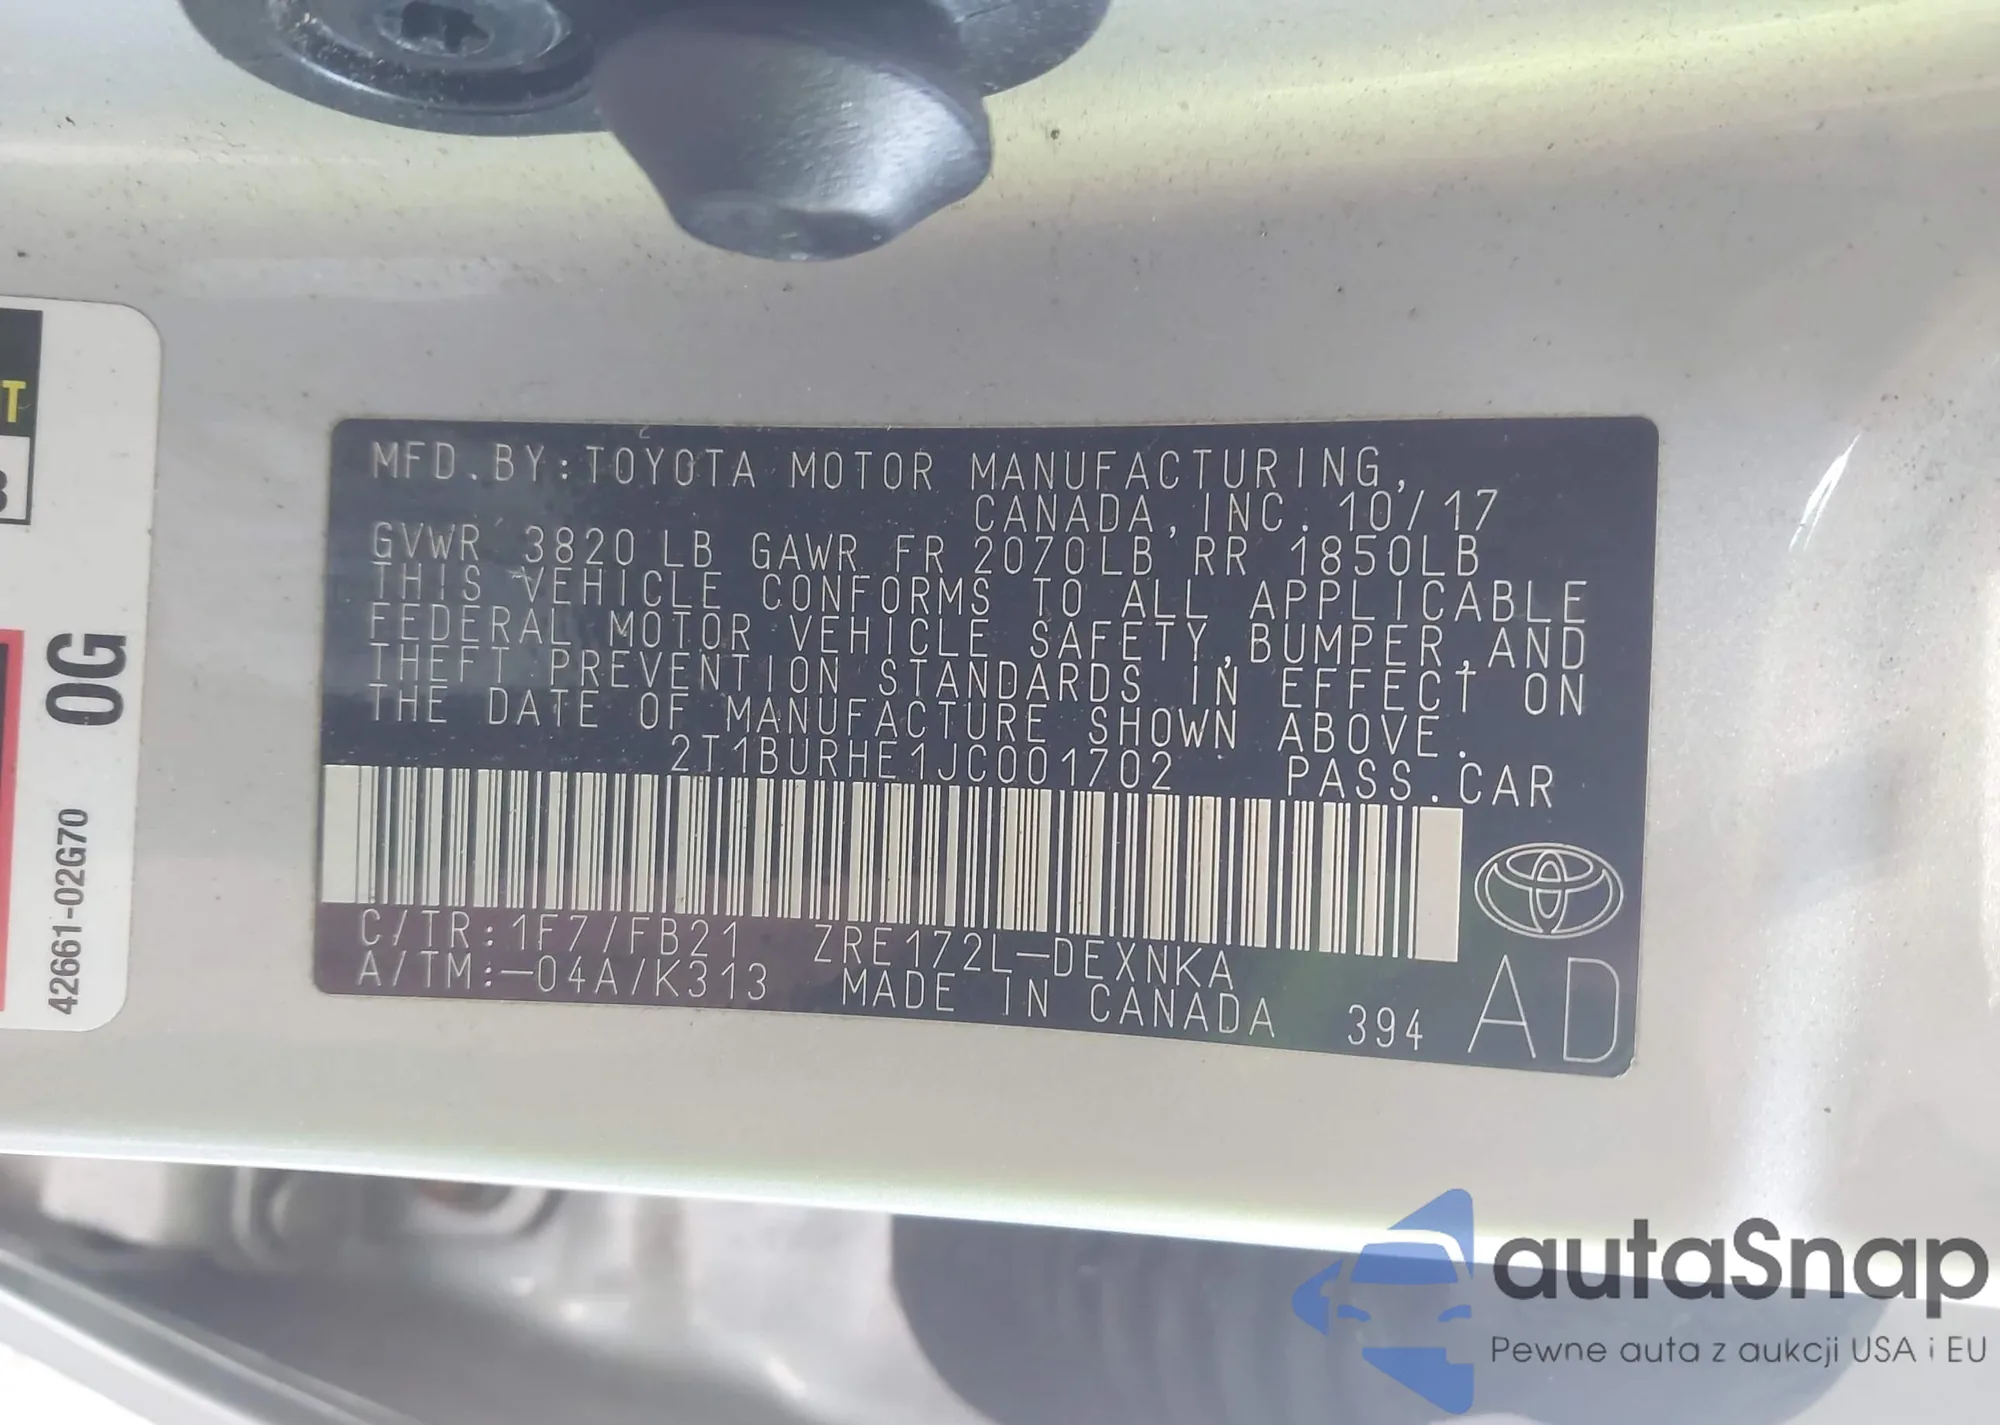 T
3
0G
42661-02G70
MFD.BY:TOYOTA MOTOR MANUFACTURING,
CANADA,INC. 10/17
GVWR 3820LB GAWR FR 2070LB RR 1850LB
THIS VEHICLE CONFORMS TO ALL APPLICABLE
FEDERAL MOTOR VEHICLE SAFETY,BUMPER,AND
THEFT PREVENTION STANDARDS IN EFFECT ON
THE DATE OF MANUFACTURE SHOWN ABOVE.
2T1BURHE1JC001702 PASS.CAR
C/TR:1F7/FB21 ZRE172L-DEXNKA
A/TM:-04A/K313 MADE IN CANADA 394 AD
autaSnap
Pewne auta z aukcji USA i EU